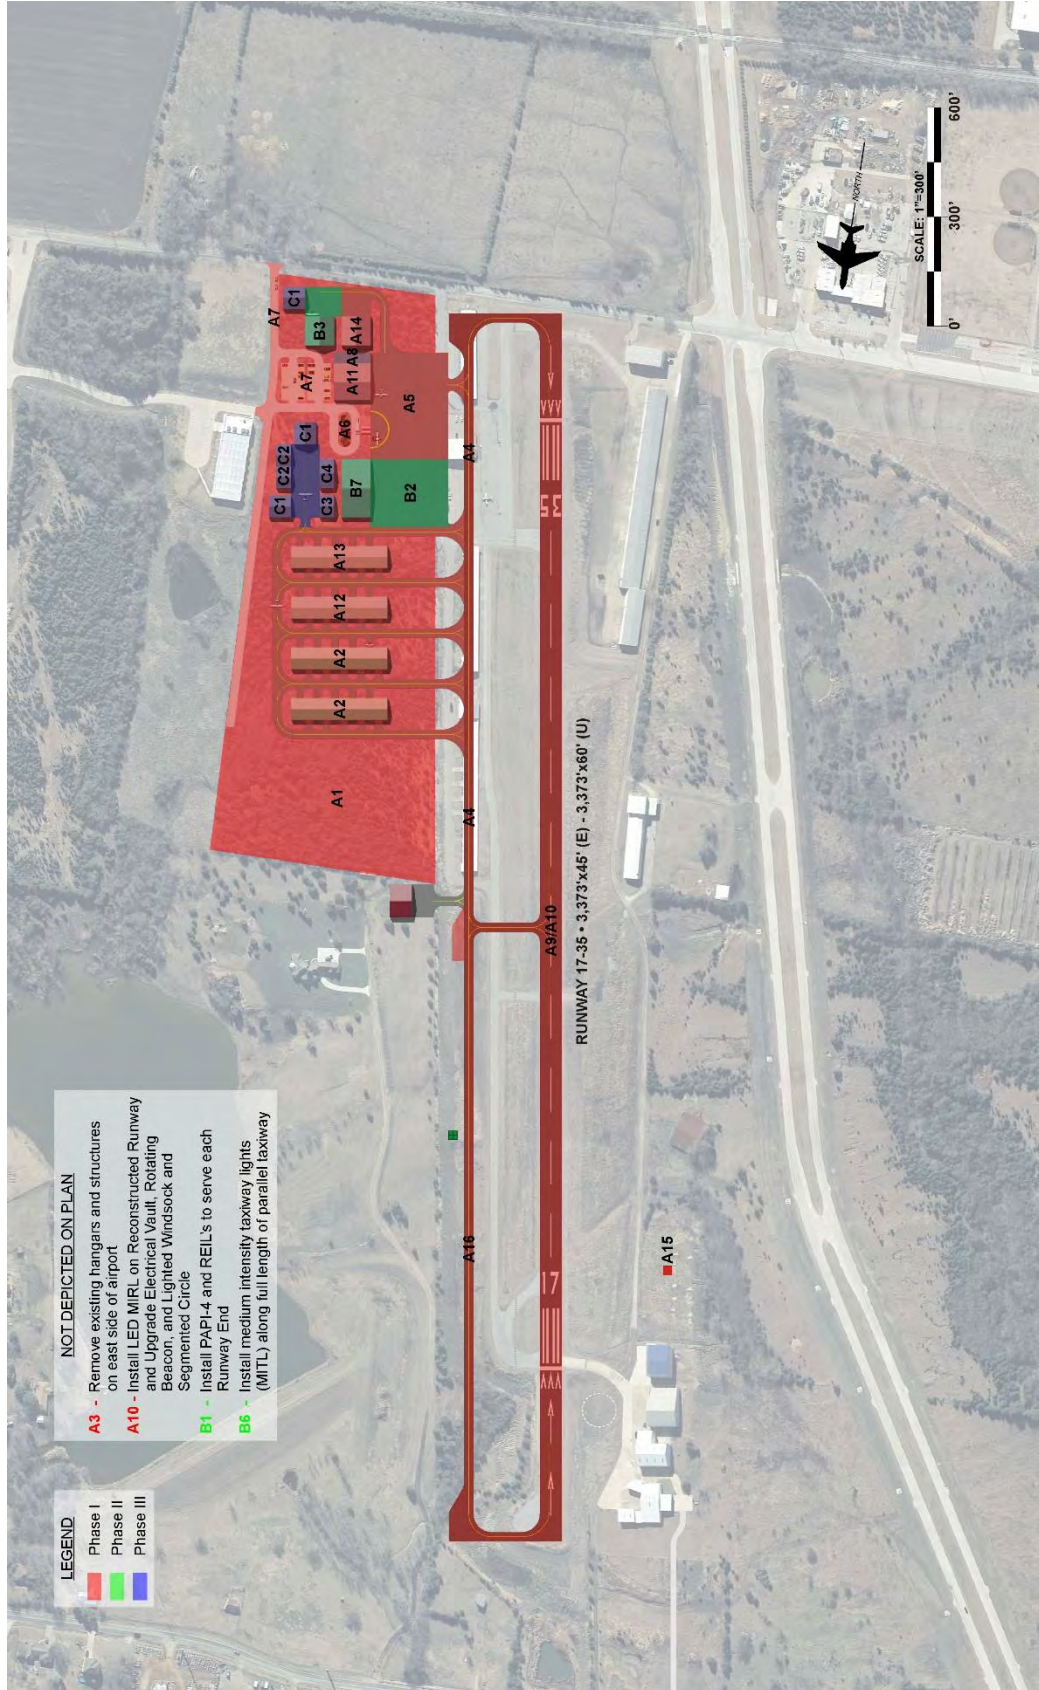 LEGEND
Phase I
Phase II
Phase III
NOT DEPICTED ON PLAN
A3 - Remove existing hangars and structures
on east side of airport
A10 - Install LED MIRL on Reconstructed Runway
and Upgrade Electrical Vault, Rotating
Beacon, and Lighted Windsock and
Segmented Circle
B1 - Install PAPI-4 and REIL's to serve each
Runway End
B6 - Install medium intensity taxiway lights
(MITL) along full length of parallel taxiway
A1
A2
A2
A12
A13
C1
C2
C2
C1
C3
C4
B7
B2
A6
A7
A7
A11
A8
A5
B3
A14
C1
A16
A4
A4
17
A9/A10
35
RUNWAY 17-35 • 3,373'x45' (E) - 3,373'x60' (U)
A15
NORTH
SCALE: 1"=300'
0'
300'
600'